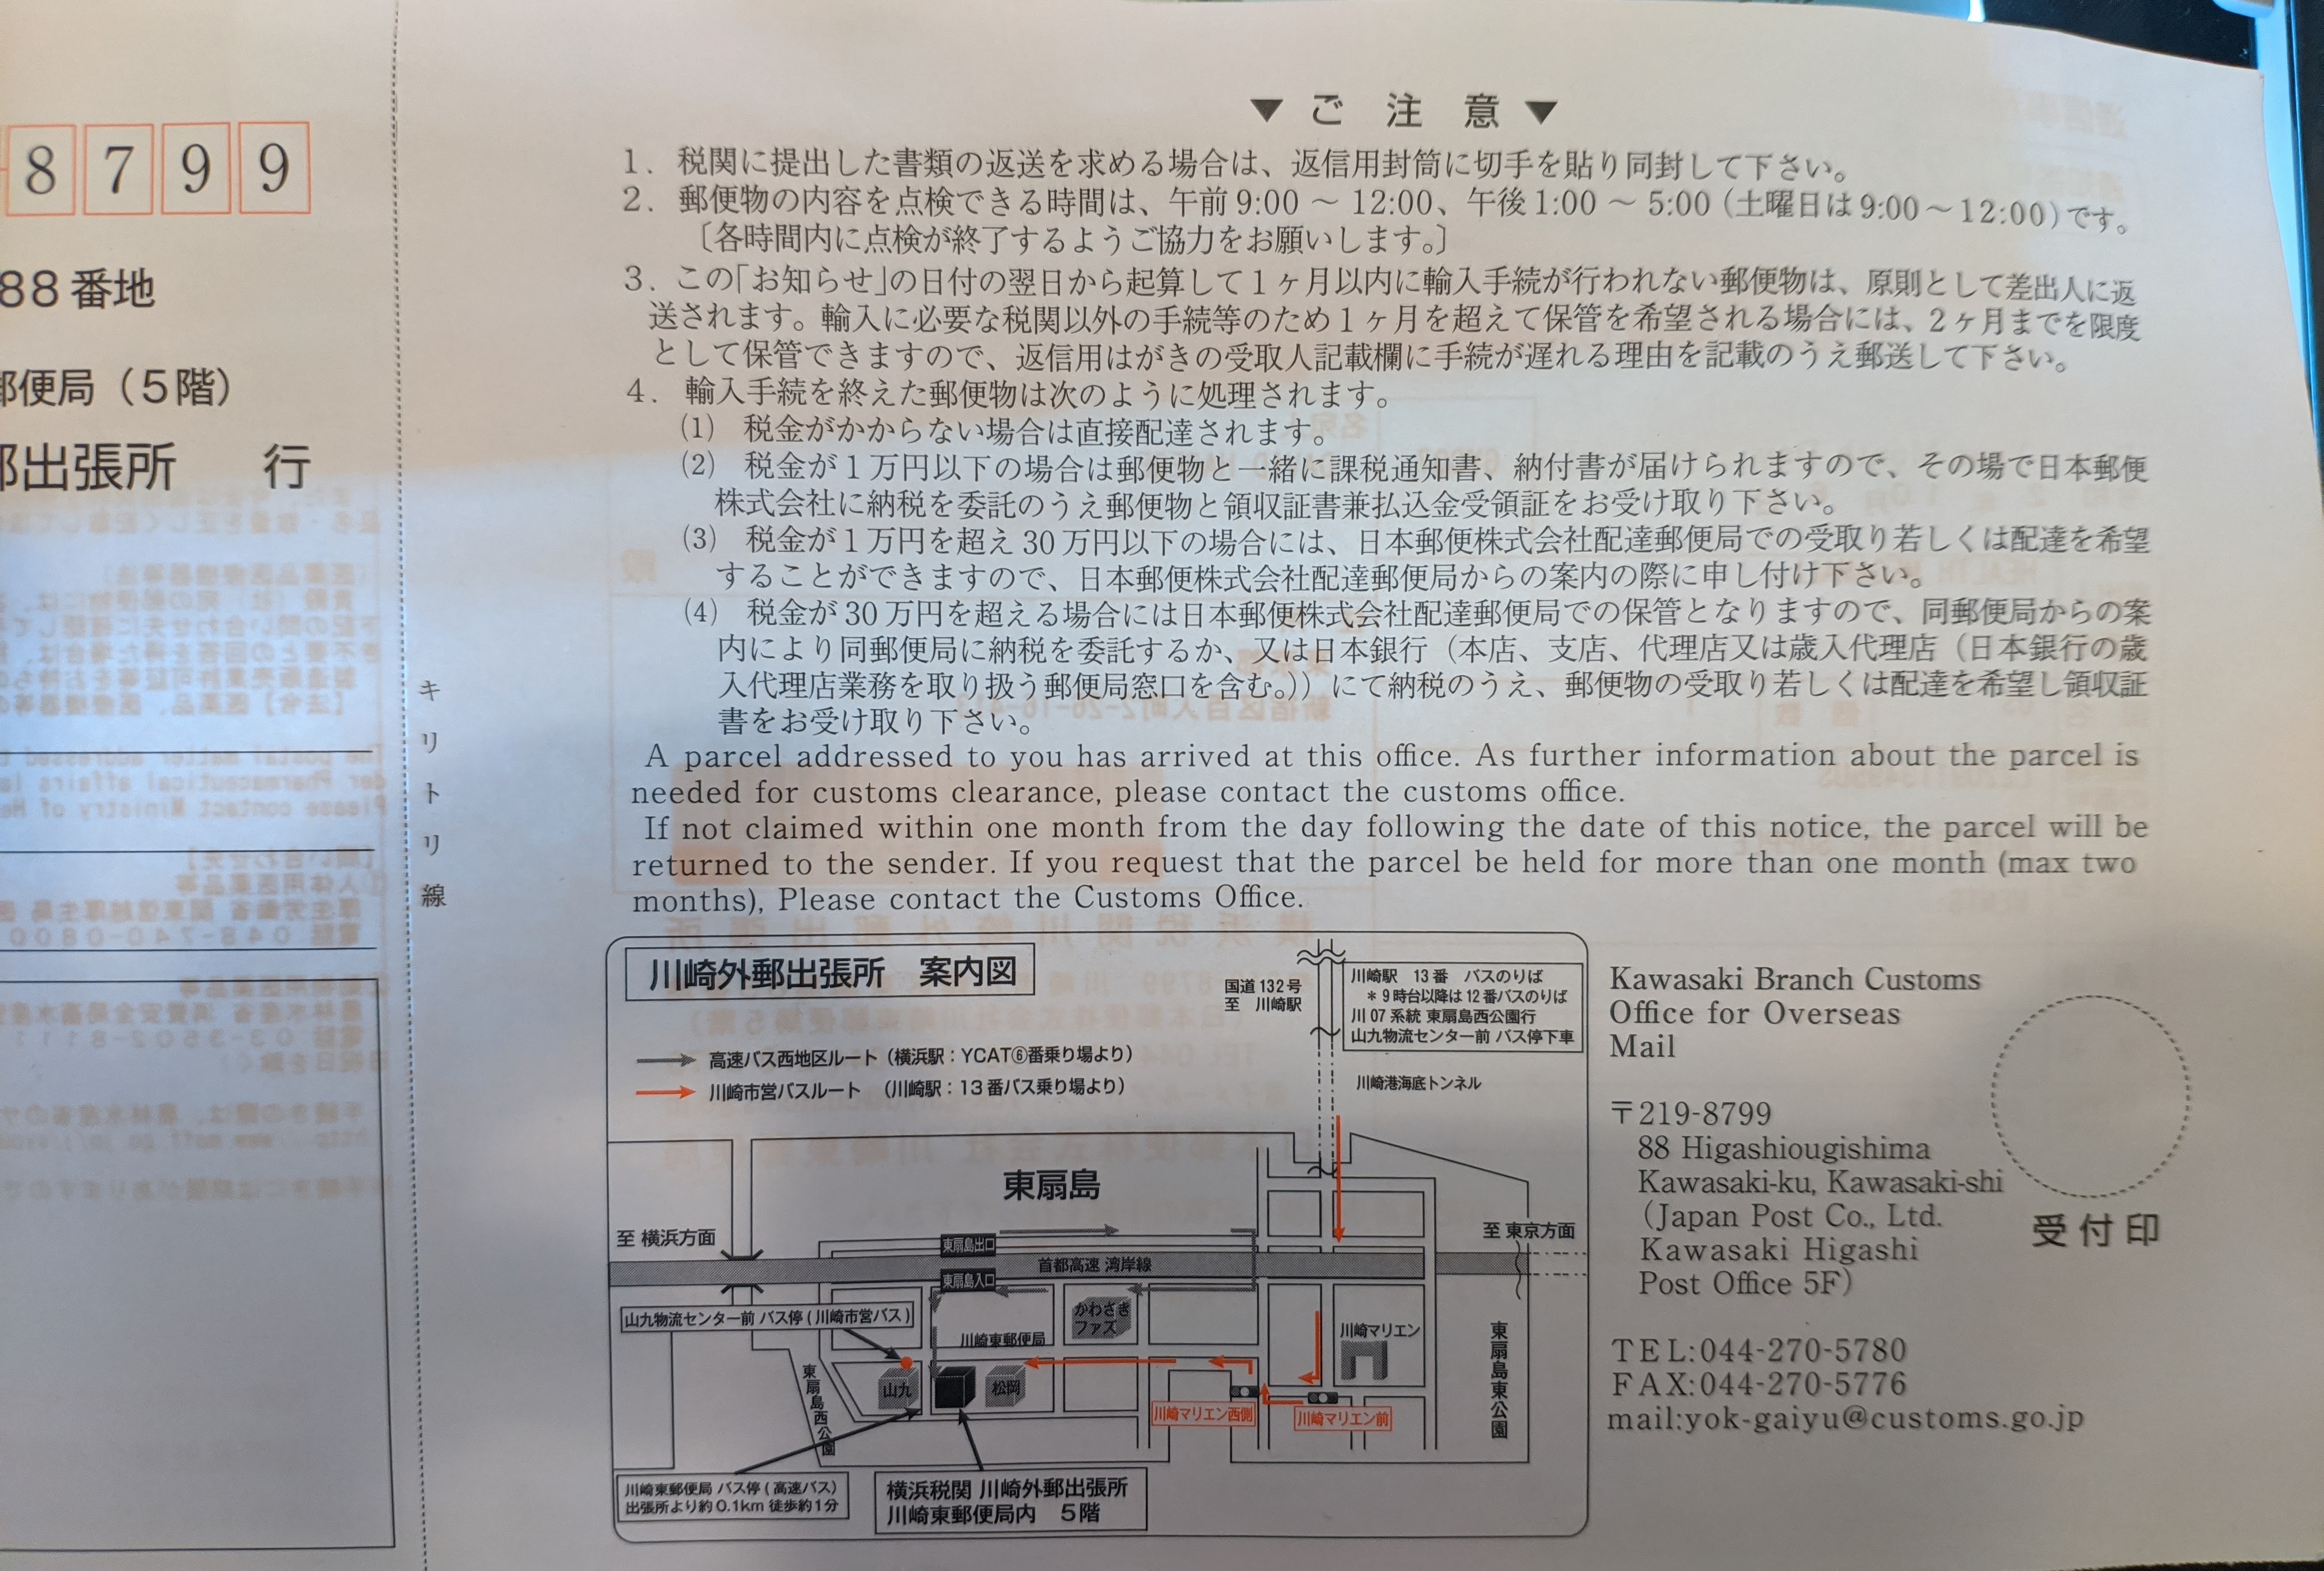 8799
88番地
郵便局（5階）
郵出張所 行
キリトリ線
▼ ご 注 意 ▼
1. 税関に提出した書類の返送を求める場合は、返信用封筒に切手を貼り同封して下さい。
2. 郵便物の内容を点検できる時間は、午前9:00 ～ 12:00、午後1:00 ～ 5:00 (土曜日は9:00～12:00)です。
〔各時間内に点検が終了するようご協力をお願いします。〕
3. この｢お知らせ｣の日付の翌日から起算して1ヶ月以内に輸入手続が行われない郵便物は、原則として差出人に返
送されます。輸入に必要な税関以外の手続等のため1ヶ月を超えて保管を希望される場合には、2ヶ月までを限度
として保管できますので、返信用はがきの受取人記載欄に手続が遅れる理由を記載のうえ郵送して下さい。
4. 輸入手続を終えた郵便物は次のように処理されます。
(1) 税金がかからない場合は直接配達されます。
(2) 税金が1万円以下の場合は郵便物と一緒に課税通知書、納付書が届けられますので、その場で日本郵便
株式会社に納税を委託のうえ郵便物と領収証書兼払込金受領証をお受け取り下さい。
(3) 税金が1万円を超え30万円以下の場合には、日本郵便株式会社配達郵便局での受取り若しくは配達を希望
することができますので、日本郵便株式会社配達郵便局からの案内の際に申し付け下さい。
(4) 税金が30万円を超える場合には日本郵便株式会社配達郵便局での保管となりますので、同郵便局からの案
内により同郵便局に納税を委託するか、又は日本銀行（本店、支店、代理店又は歳入代理店（日本銀行の歳
入代理店業務を取り扱う郵便局窓口を含む。））にて納税のうえ、郵便物の受取り若しくは配達を希望し領収証
書をお受け取り下さい。
A parcel addressed to you has arrived at this office. As further information about the parcel is
needed for customs clearance, please contact the customs office.
If not claimed within one month from the day following the date of this notice, the parcel will be
returned to the sender. If you request that the parcel be held for more than one month (max two
months), Please contact the Customs Office.
川崎外郵出張所 案内図
国道132号
至 川崎駅
川崎駅 13番 バスのりば
＊9時台以降は12番バスのりば
川07系統 東扇島西公園行
山九物流センター前 バス停下車
高速バス西地区ルート（横浜駅：YCAT⑥番乗り場より）
川崎市営バスルート （川崎駅：13番バス乗り場より）
川崎港海底トンネル
東扇島
至 横浜方面
至 東京方面
東扇島出口
首都高速 湾岸線
東扇島入口
山九物流センター前 バス停(川崎市営バス)
かわさき
ファズ
川崎東郵便局
川崎マリエン
山九
松岡
東扇島西公園
東扇島東公園
川崎マリエン西側
川崎マリエン前
川崎東郵便局 バス停(高速バス)
出張所より約0.1km 徒歩約1分
横浜税関 川崎外郵出張所
川崎東郵便局内 5階
Kawasaki Branch Customs
Office for Overseas
Mail
〒219-8799
88 Higashiougishima
Kawasaki-ku, Kawasaki-shi
(Japan Post Co., Ltd.
Kawasaki Higashi
Post Office 5F)
受付印
TEL:044-270-5780
FAX:044-270-5776
mail:yok-gaiyu@customs.go.jp